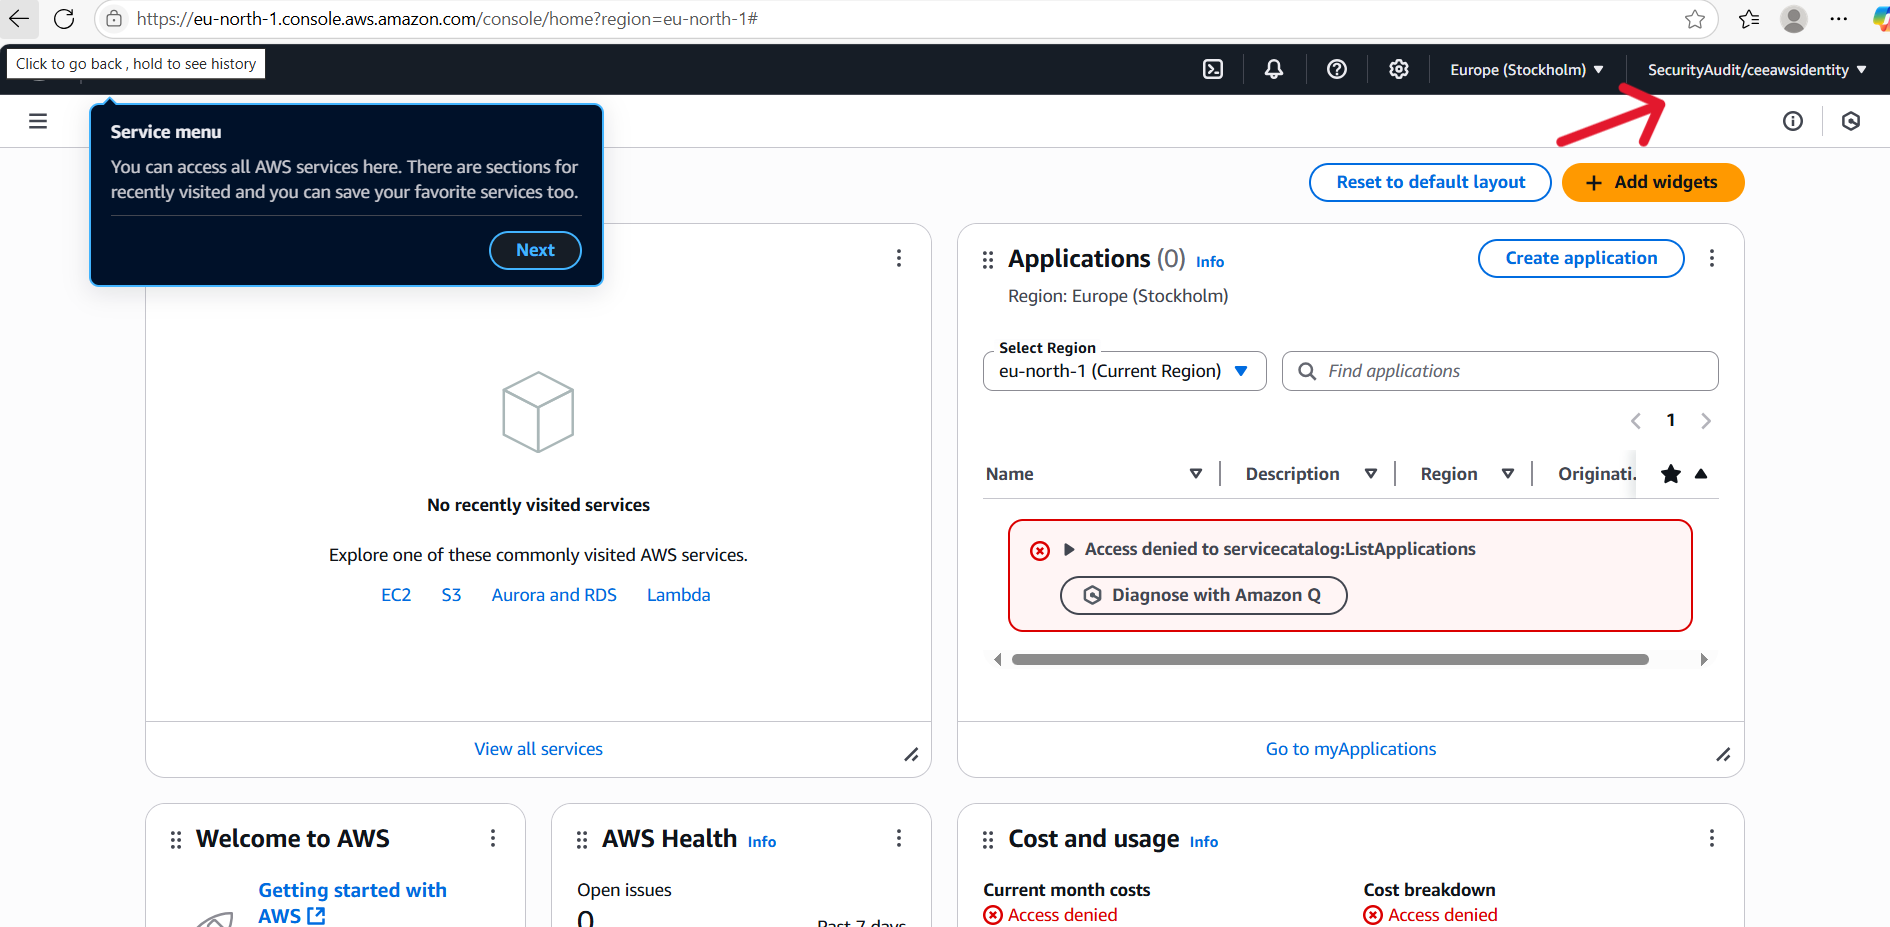 https://eu-north-1.console.aws.amazon.com/console/home?region=eu-north-1#
Click to go back , hold to see history
Europe (Stockholm)
SecurityAudit/ceeawsidentity
Service menu
You can access all AWS services here. There are sections for
recently visited and you can save your favorite services too.
Next
Reset to default layout
+ Add widgets
Applications (0) Info
Create application
Region: Europe (Stockholm)
Select Region
eu-north-1 (Current Region)
Find applications
1
Name
Description
Region
Originati.
Access denied to servicecatalog:ListApplications
Diagnose with Amazon Q
No recently visited services
Explore one of these commonly visited AWS services.
EC2
S3
Aurora and RDS
Lambda
View all services
Go to myApplications
Welcome to AWS
Getting started with
AWS
AWS Health Info
Open issues
0
Past 7 days
Cost and usage Info
Current month costs
Access denied
Cost breakdown
Access denied